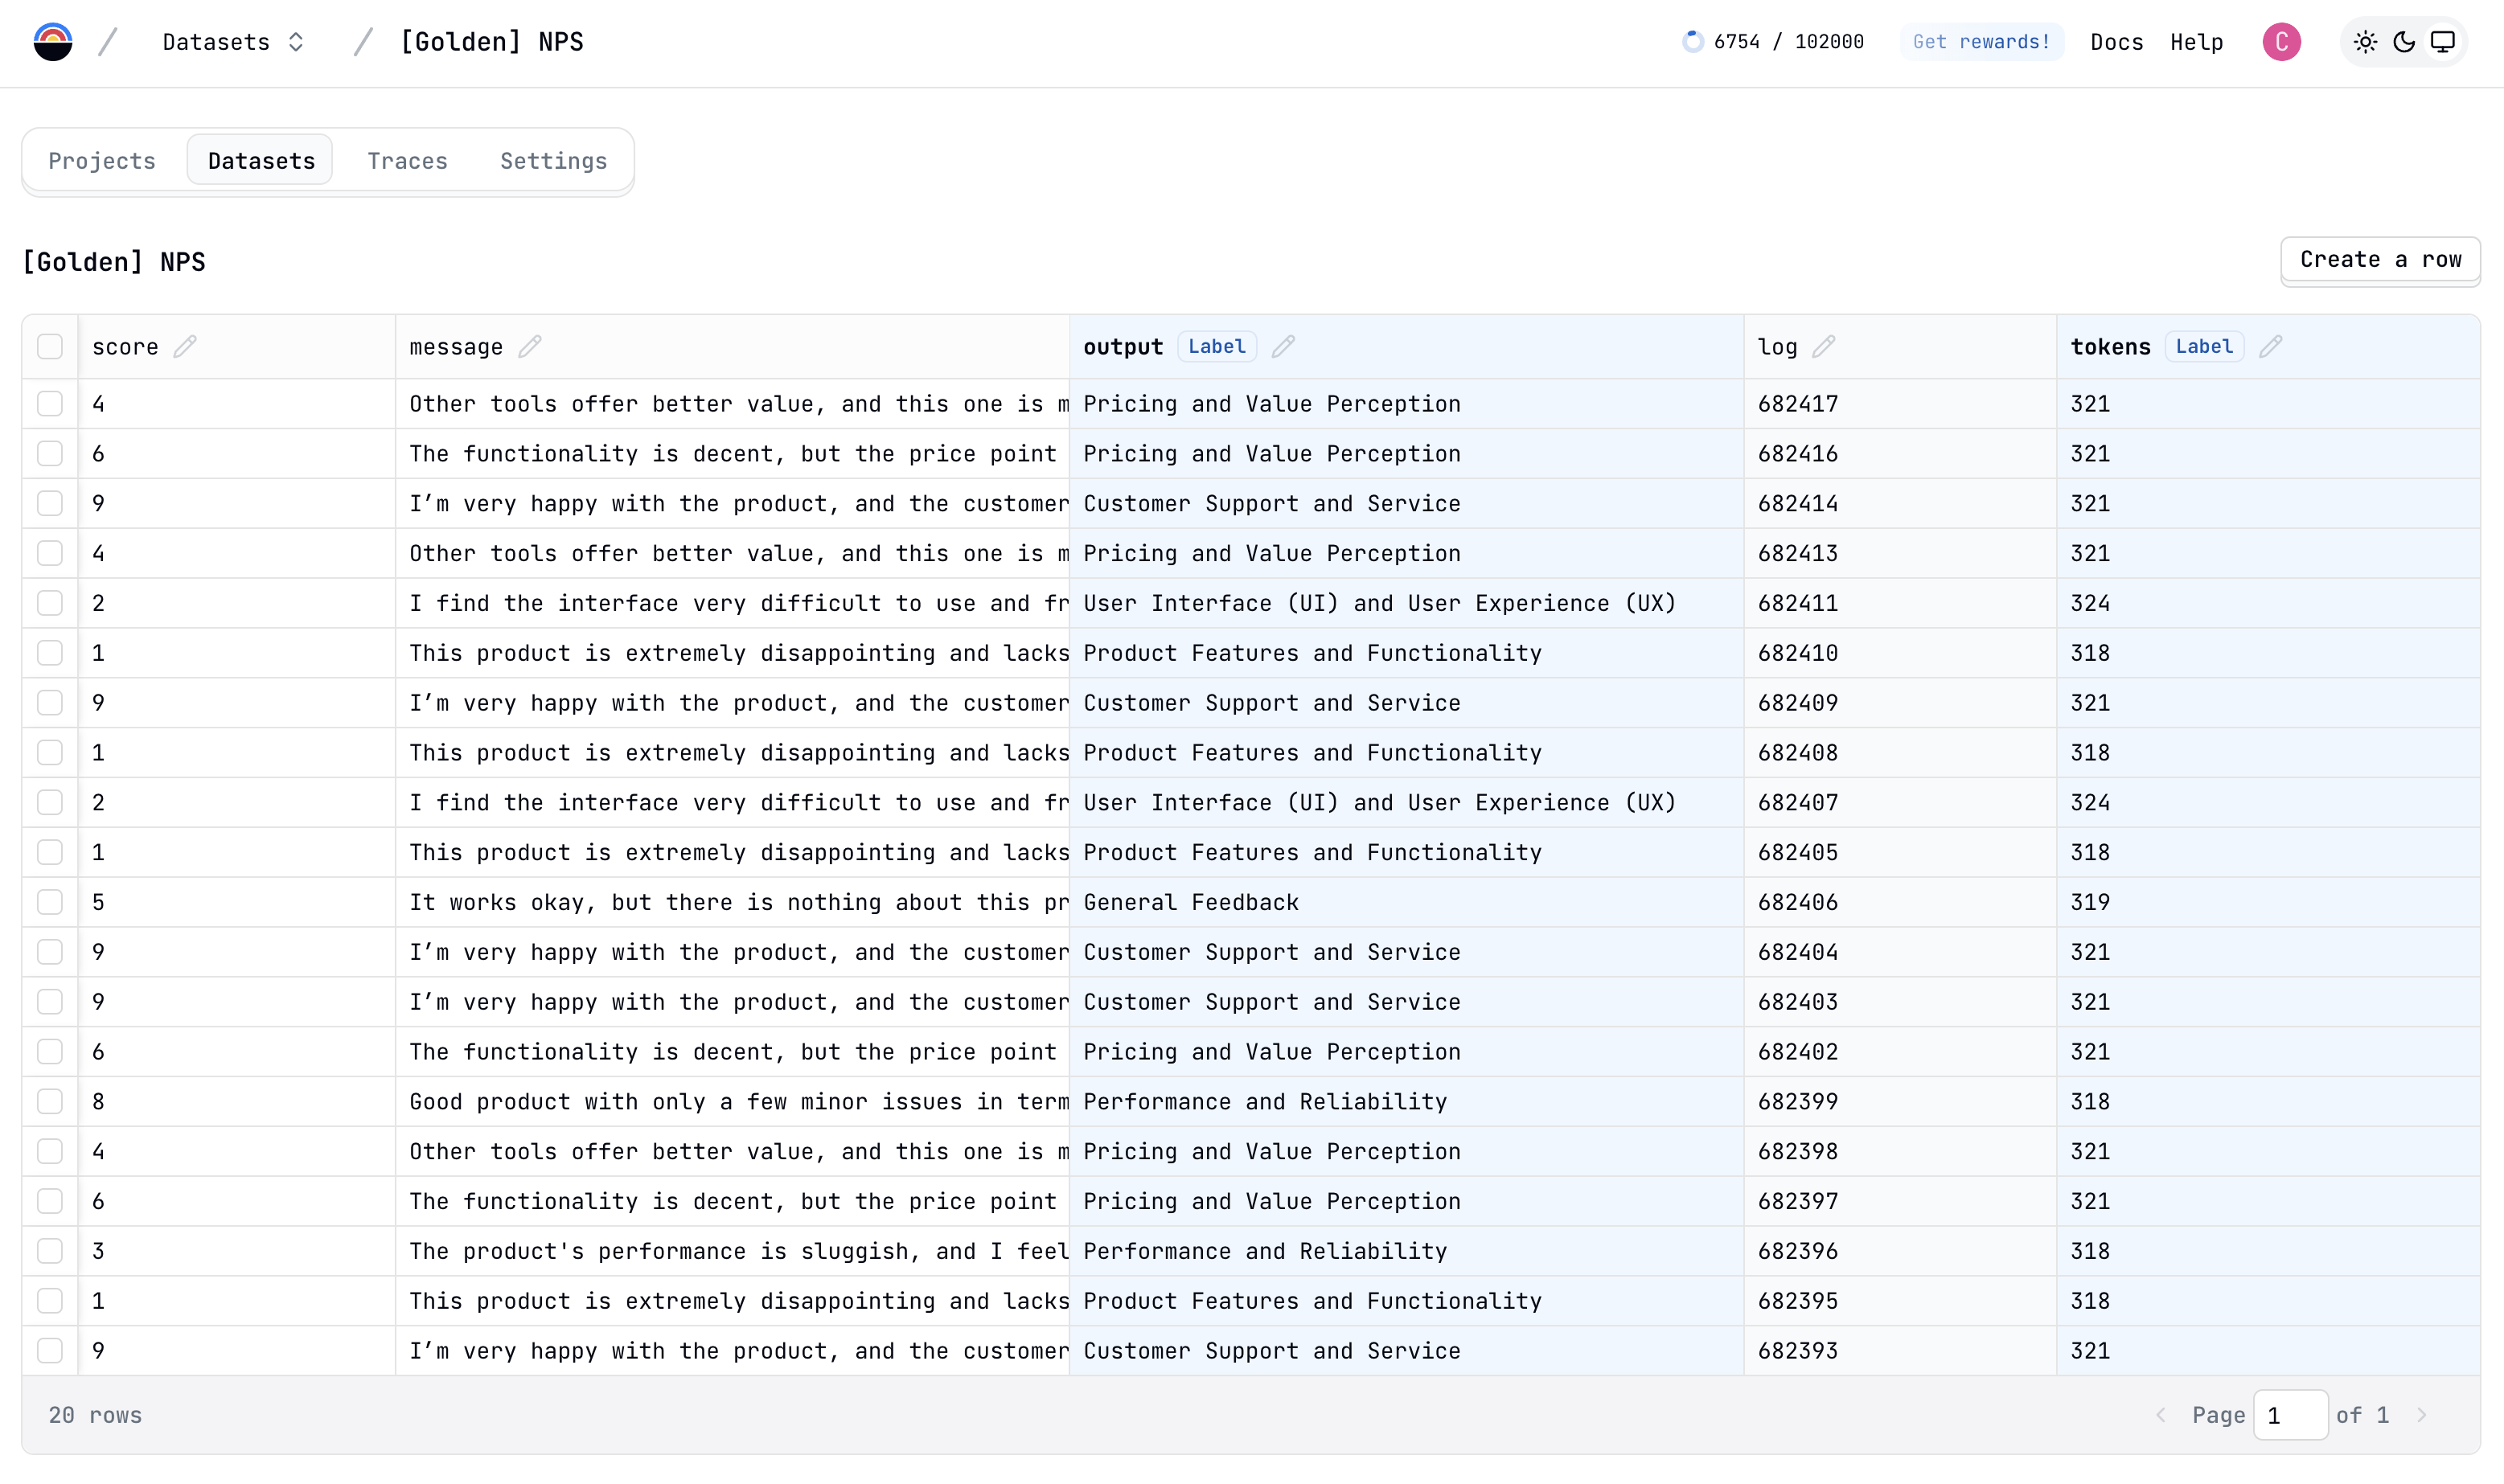 / Datasets / [Golden] NPS 6754 / 102000 Get rewards! Docs Help C
Projects Datasets Traces Settings
[Golden] NPS Create a row
score message output Label log tokens Label
4 Other tools offer better value, and this one is m Pricing and Value Perception 682417 321
6 The functionality is decent, but the price point Pricing and Value Perception 682416 321
9 I’m very happy with the product, and the customer Customer Support and Service 682414 321
4 Other tools offer better value, and this one is m Pricing and Value Perception 682413 321
2 I find the interface very difficult to use and fr User Interface (UI) and User Experience (UX) 682411 324
1 This product is extremely disappointing and lacks Product Features and Functionality 682410 318
9 I’m very happy with the product, and the customer Customer Support and Service 682409 321
1 This product is extremely disappointing and lacks Product Features and Functionality 682408 318
2 I find the interface very difficult to use and fr User Interface (UI) and User Experience (UX) 682407 324
1 This product is extremely disappointing and lacks Product Features and Functionality 682405 318
5 It works okay, but there is nothing about this pr General Feedback 682406 319
9 I’m very happy with the product, and the customer Customer Support and Service 682404 321
9 I’m very happy with the product, and the customer Customer Support and Service 682403 321
6 The functionality is decent, but the price point Pricing and Value Perception 682402 321
8 Good product with only a few minor issues in term Performance and Reliability 682399 318
4 Other tools offer better value, and this one is m Pricing and Value Perception 682398 321
6 The functionality is decent, but the price point Pricing and Value Perception 682397 321
3 The product's performance is sluggish, and I feel Performance and Reliability 682396 318
1 This product is extremely disappointing and lacks Product Features and Functionality 682395 318
9 I’m very happy with the product, and the customer Customer Support and Service 682393 321
20 rows Page 1 of 1